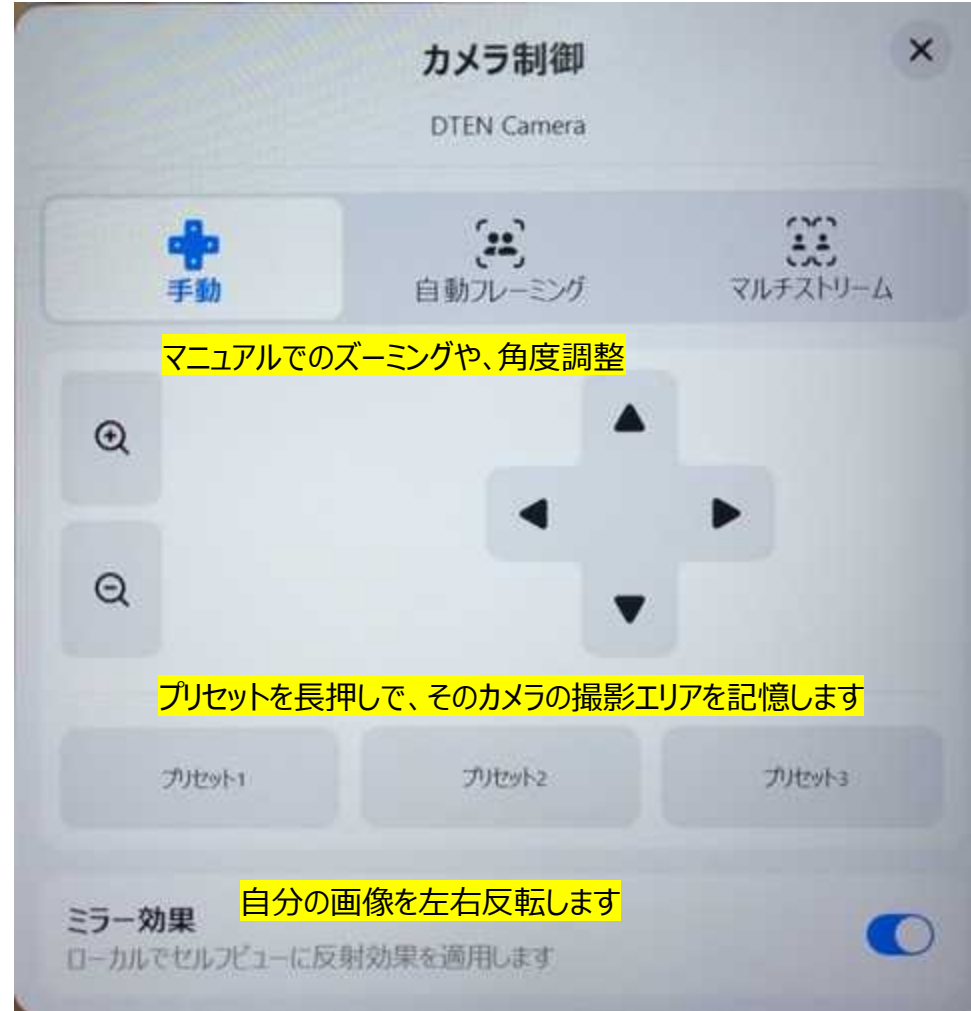 カメラ制御
DTEN Camera
手動
自動フレーミング
マルチストリーム
マニュアルでのズーミングや、角度調整
プリセットを長押しで、そのカメラの撮影エリアを記憶します
プリセット1
プリセット2
プリセット3
自分の画像を左右反転します
ミラー効果
ローカルでセルフビューに反射効果を適用します